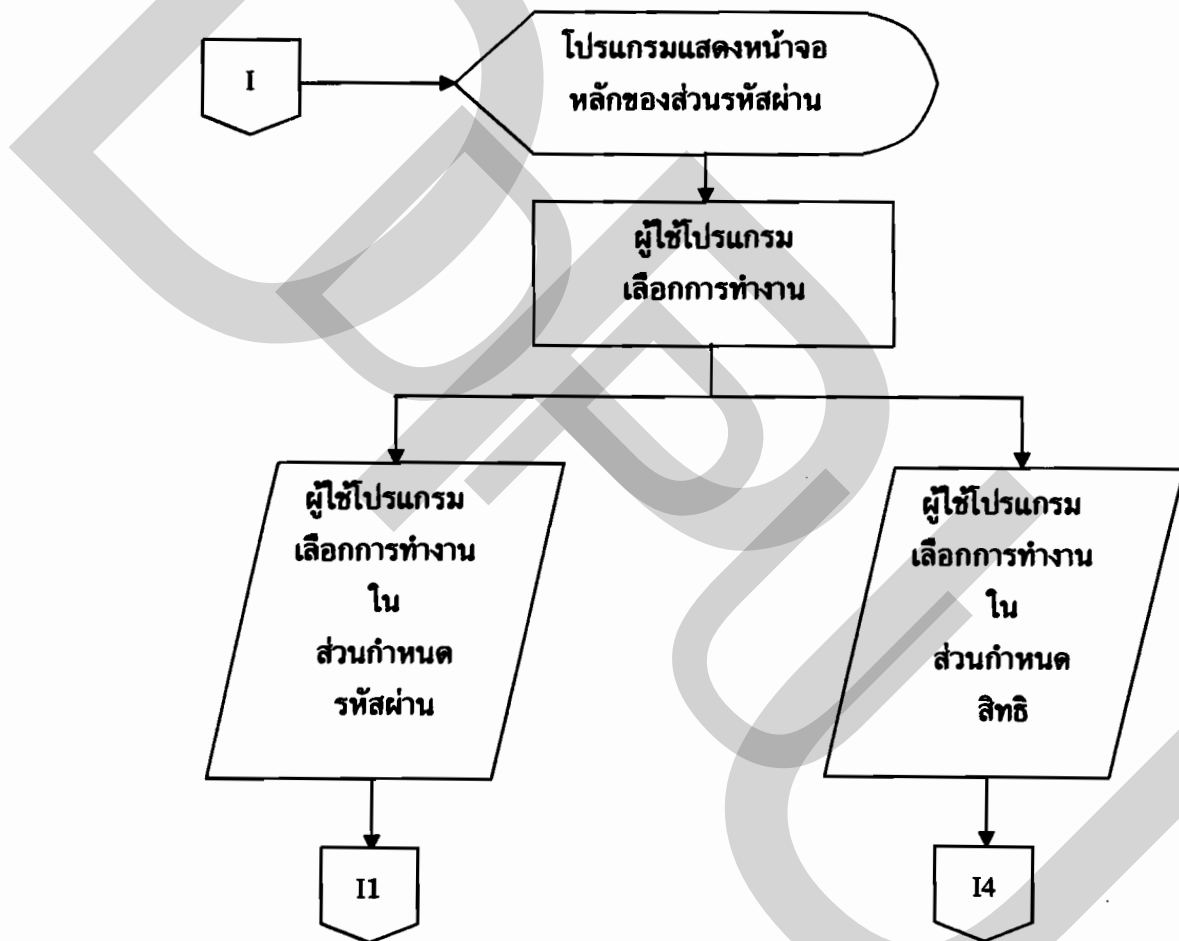 I
โปรแกรมแสดงหน้าจอ
หลักของส่วนรหัสผ่าน
ผู้ใช้โปรแกรม
เลือกการทำงาน
ผู้ใช้โปรแกรม
เลือกการทำงาน
ใน
ส่วนกำหนด
รหัสผ่าน
ผู้ใช้โปรแกรม
เลือกการทำงาน
ใน
ส่วนกำหนด
สิทธิ
I1
I4